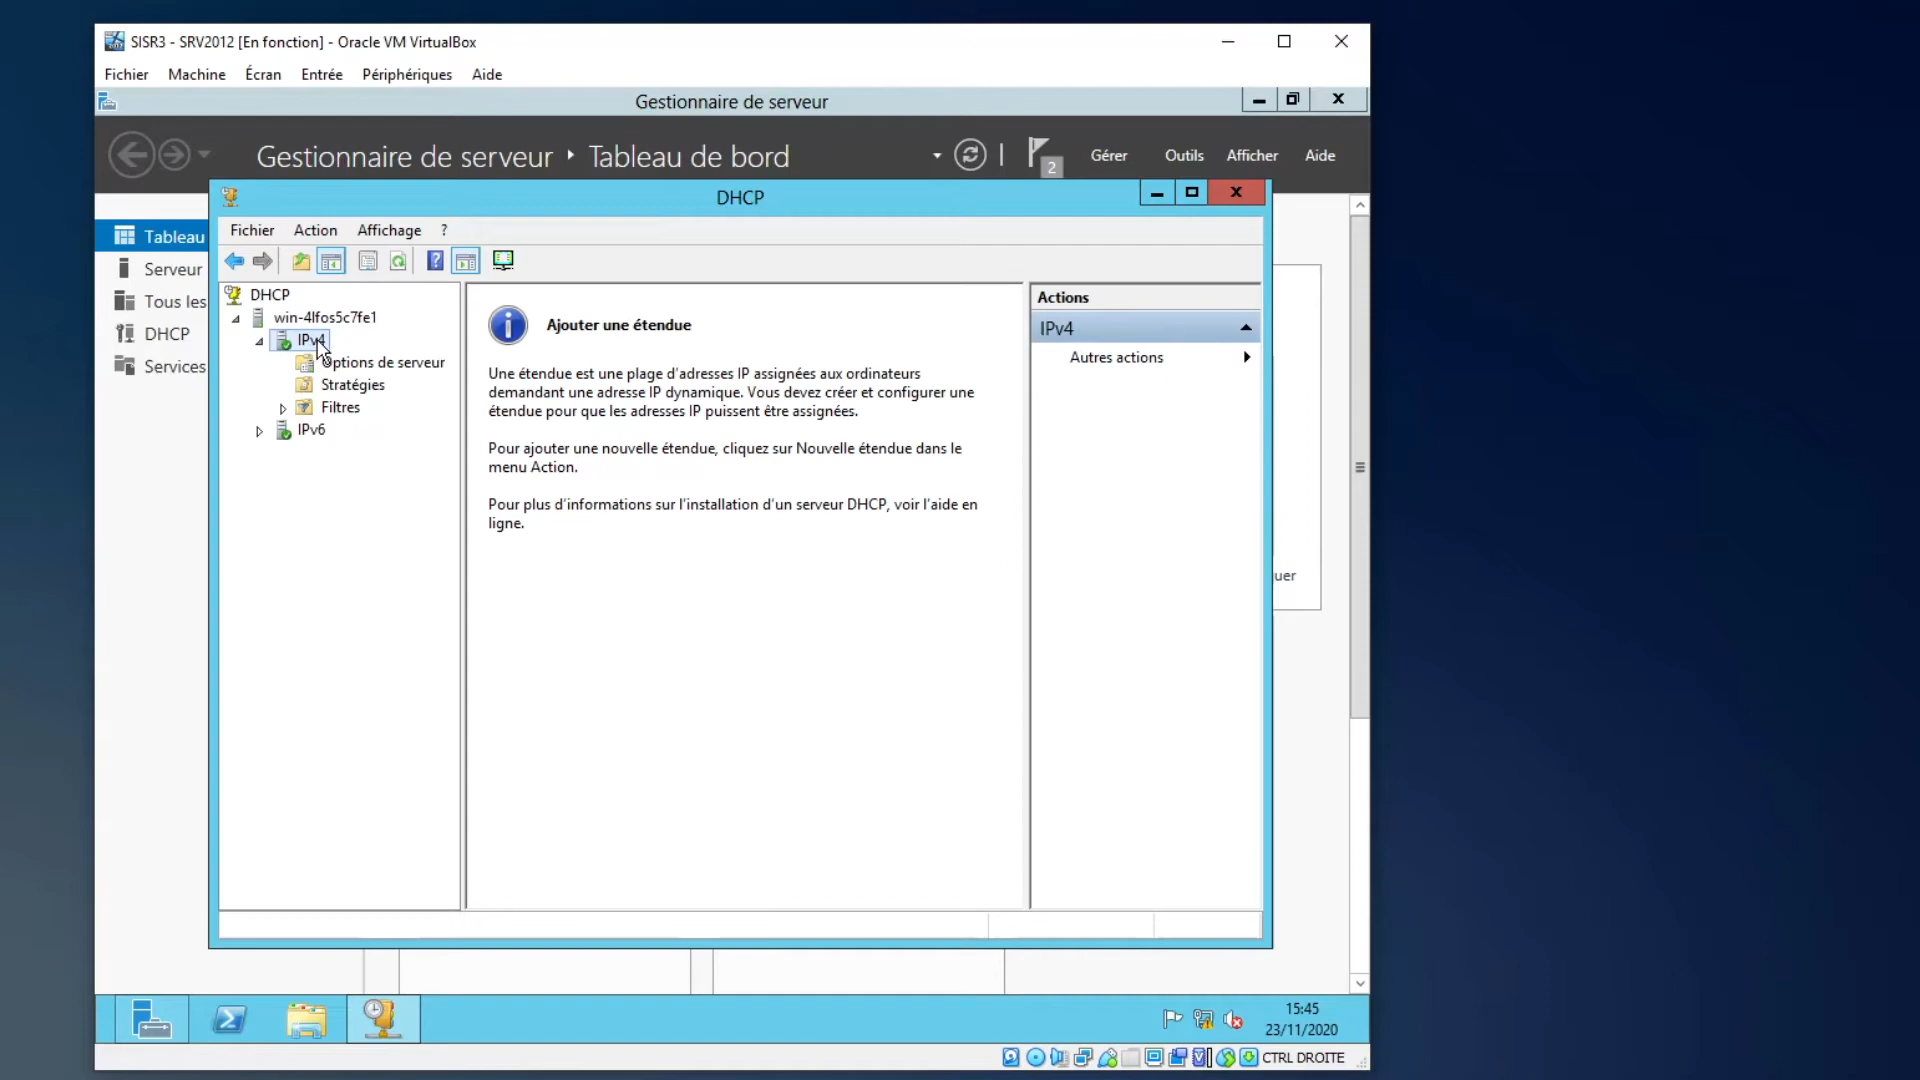 SISR3 - SRV2012 [En fonction] - Oracle VM VirtualBox
Fichier Machine Écran Entrée Périphériques Aide
Gestionnaire de serveur
Gestionnaire de serveur ‣ Tableau de bord
2
Gérer Outils Afficher Aide
DHCP
Tableau
Serveur
Tous les
DHCP
Services
Fichier Action Affichage ?
DHCP
win-4lfos5c7fe1
IPv4
Options de serveur
Stratégies
Filtres
IPv6
Ajouter une étendue
Une étendue est une plage d'adresses IP assignées aux ordinateurs
demandant une adresse IP dynamique. Vous devez créer et configurer une
étendue pour que les adresses IP puissent être assignées.
Pour ajouter une nouvelle étendue, cliquez sur Nouvelle étendue dans le
menu Action.
Pour plus d'informations sur l'installation d'un serveur DHCP, voir l'aide en
ligne.
Actions
IPv4
Autres actions
uer
15:45
23/11/2020
CTRL DROITE